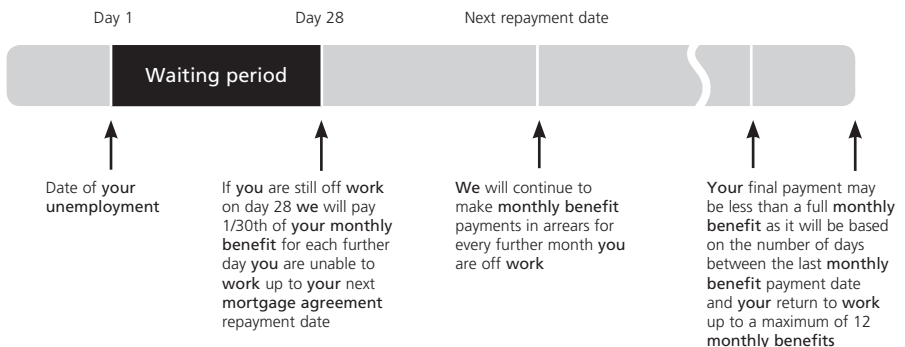 Day 1
Day 28
Next repayment date
Waiting period
Date of your
unemployment
If you are still off work
on day 28 we will pay
1/30th of your monthly
benefit for each further
day you are unable to
work up to your next
mortgage agreement
repayment date
We will continue to
make monthly benefit
payments in arrears for
every further month you
are off work
Your final payment may
be less than a full monthly
benefit as it will be based
on the number of days
between the last monthly
benefit payment date
and your return to work
up to a maximum of 12
monthly benefits